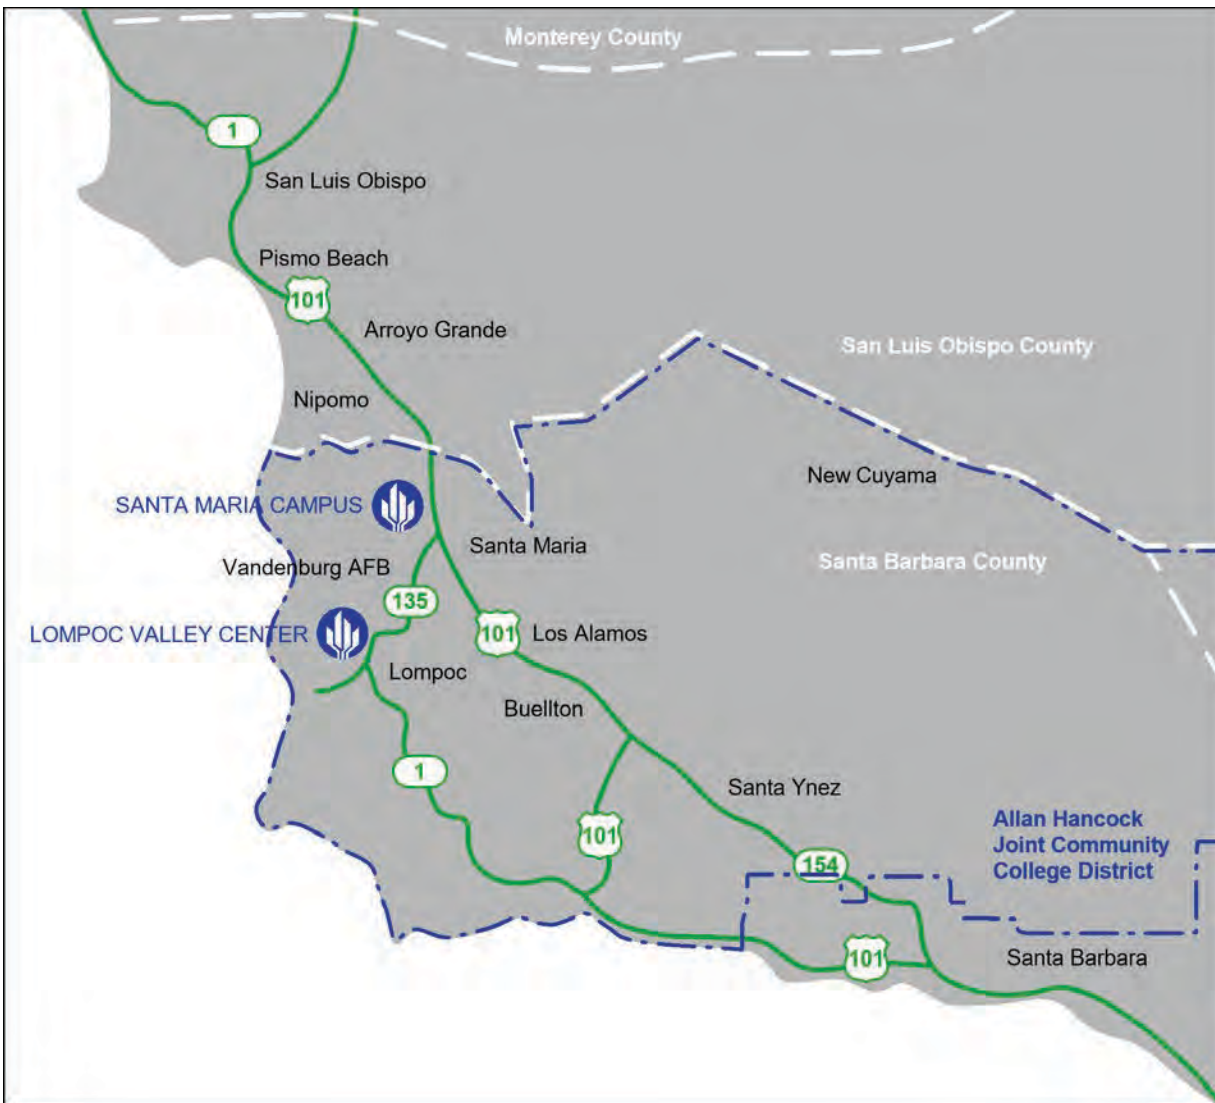 Monterey County
1
San Luis Obispo
Pismo Beach
101
Arroyo Grande
San Luis Obispo County
Nipomo
New Cuyama
SANTA MARIA CAMPUS
Santa Maria
Santa Barbara County
Vandenburg AFB
135
LOMPOC VALLEY CENTER
101
Los Alamos
Lompoc
Buellton
1
Santa Ynez
101
Allan Hancock
Joint Community
College District
154
101
Santa Barbara